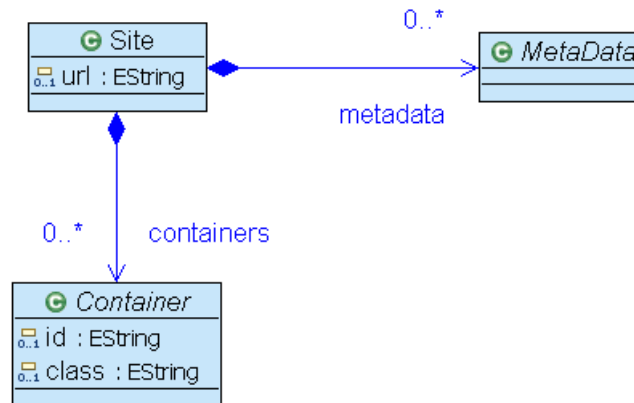 0..*
C Site
0..1 url : EString
C MetaData
metadata
0..*
containers
C Container
0..1 id : EString
0..1 class : EString